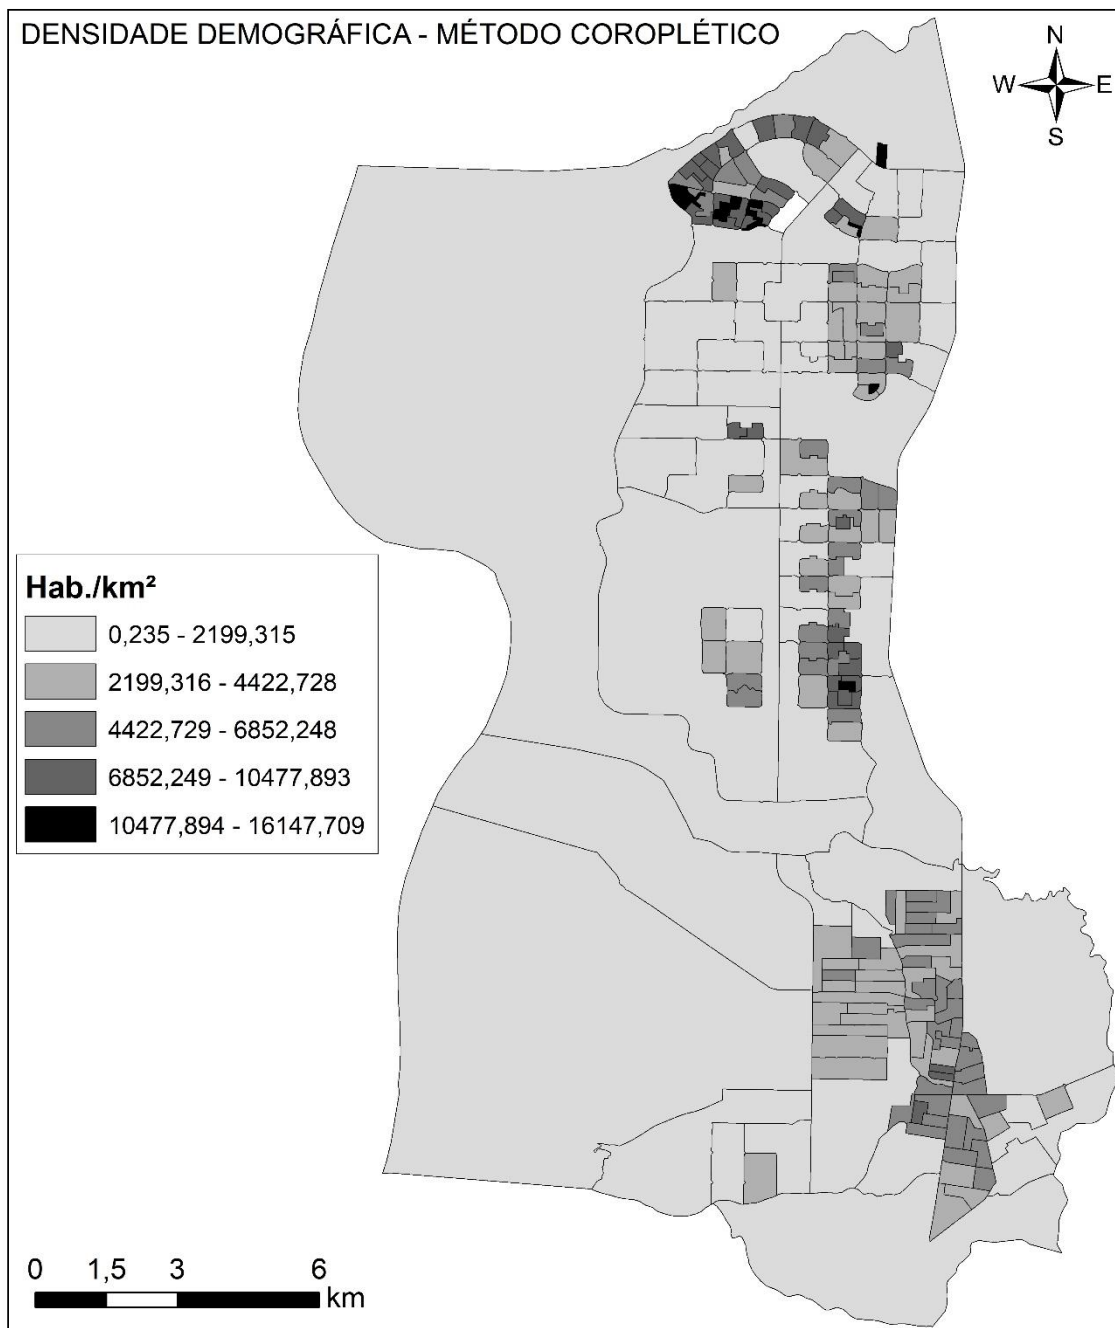 DENSIDADE DEMOGRÁFICA - MÉTODO COROPLÉTICO
N
W E
S
Hab./km²
0,235 - 2199,315
2199,316 - 4422,728
4422,729 - 6852,248
6852,249 - 10477,893
10477,894 - 16147,709
0 1,5 3 6
km